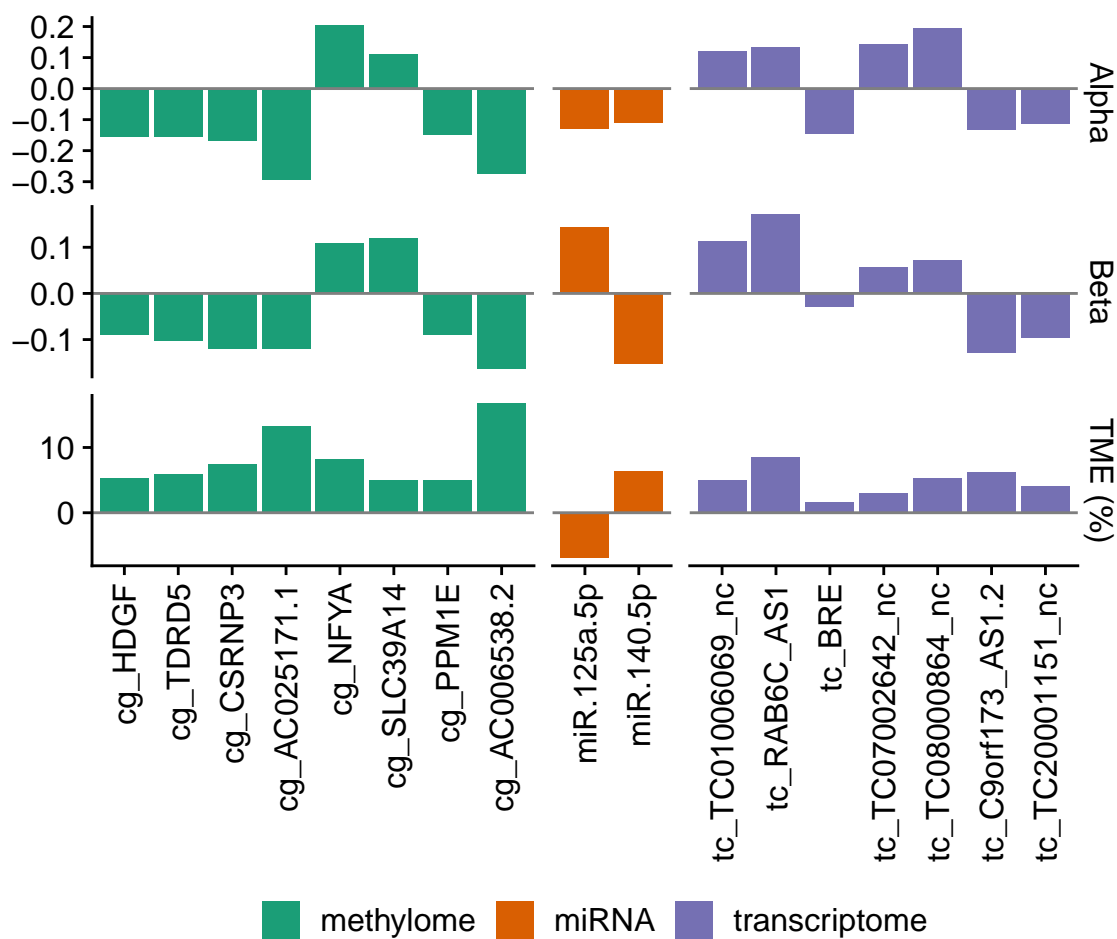 0.2
0.1
0.0
−0.1
−0.2
−0.3
Alpha
0.1
0.0
−0.1
Beta
10
0
TME (%)
cg_HDGF
cg_TDRD5
cg_CSRNP3
cg_AC025171.1
cg_NFYA
cg_SLC39A14
cg_PPM1E
cg_AC006538.2
miR.125a.5p
miR.140.5p
tc_TC01006069_nc
tc_RAB6C_AS1
tc_BRE
tc_TC07002642_nc
tc_TC08000864_nc
tc_C9orf173_AS1.2
tc_TC20001151_nc
methylome miRNA transcriptome